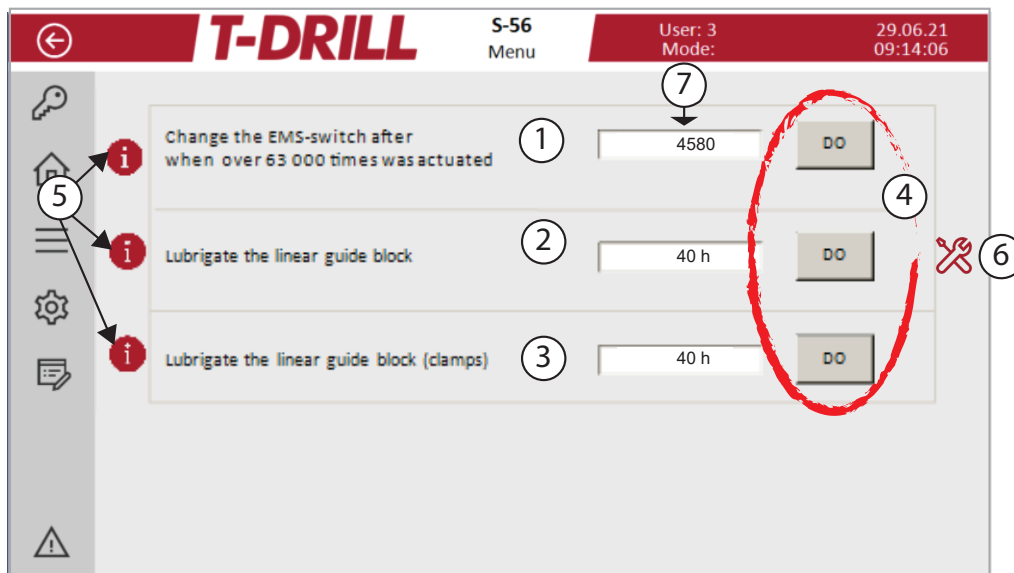 T-DRILL
S-56
Menu
User: 3
Mode:
29.06.21
09:14:06
7
Change the EMS-switch after
when over 63 000 times was actuated
1
4580
DO
i
5
4
Lubrigate the linear guide block
2
40 h
DO
i
6
Lubrigate the linear guide block (clamps)
3
40 h
DO
i